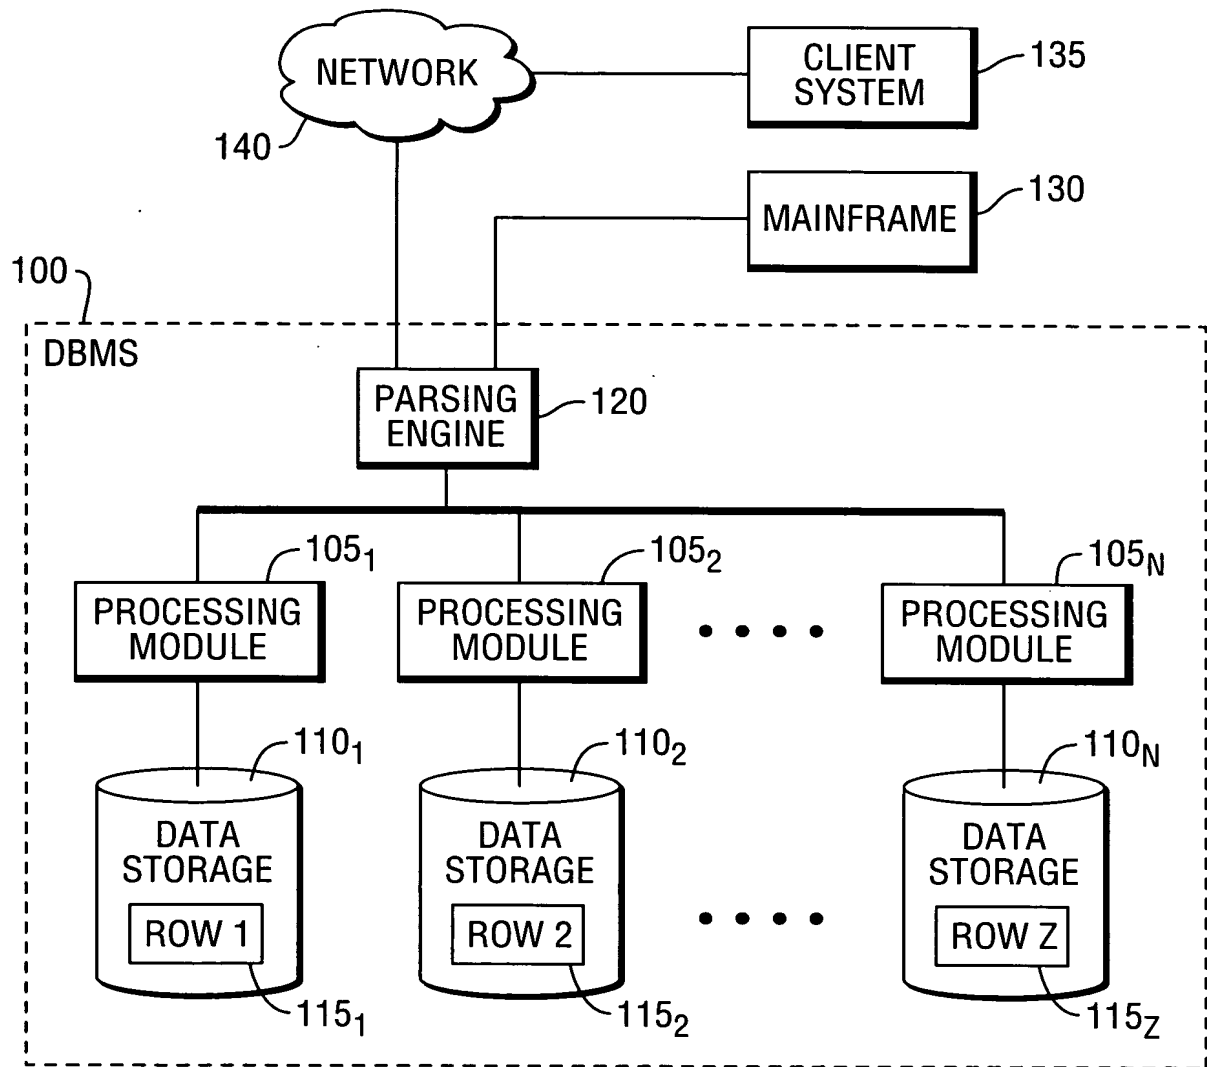 NETWORK
CLIENT
SYSTEM
135
140
MAINFRAME
130
100
DBMS
PARSING
ENGINE
120
105₁
105₂
105N
PROCESSING
MODULE
PROCESSING
MODULE
PROCESSING
MODULE
110₁
110₂
110N
DATA
STORAGE
ROW 1
DATA
STORAGE
ROW 2
DATA
STORAGE
ROW Z
115₁
115₂
115Z